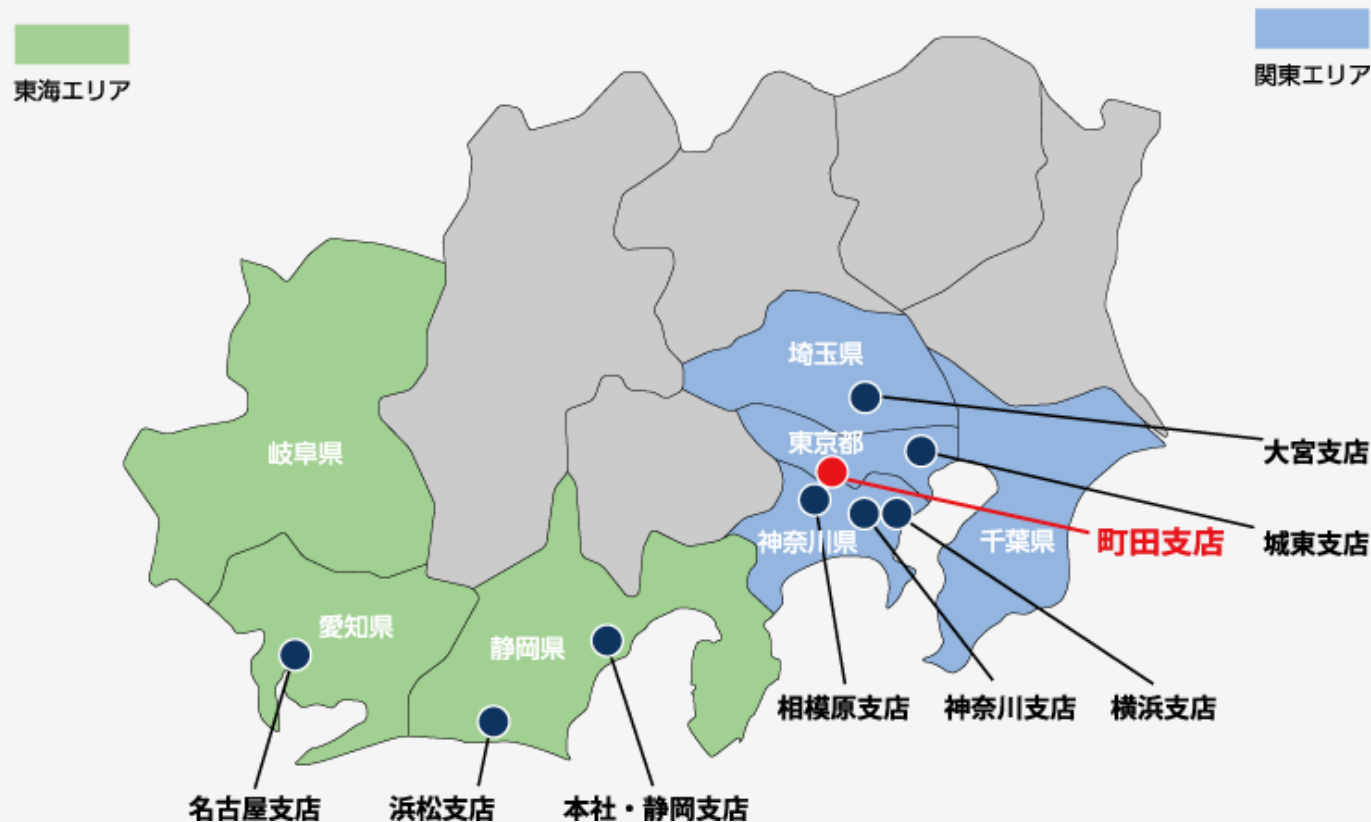 東海エリア
関東エリア
埼玉県
岐阜県
東京都
大宮支店
神奈川県
千葉県
町田支店
城東支店
愛知県
静岡県
相模原支店
神奈川支店
横浜支店
名古屋支店
浜松支店
本社・静岡支店